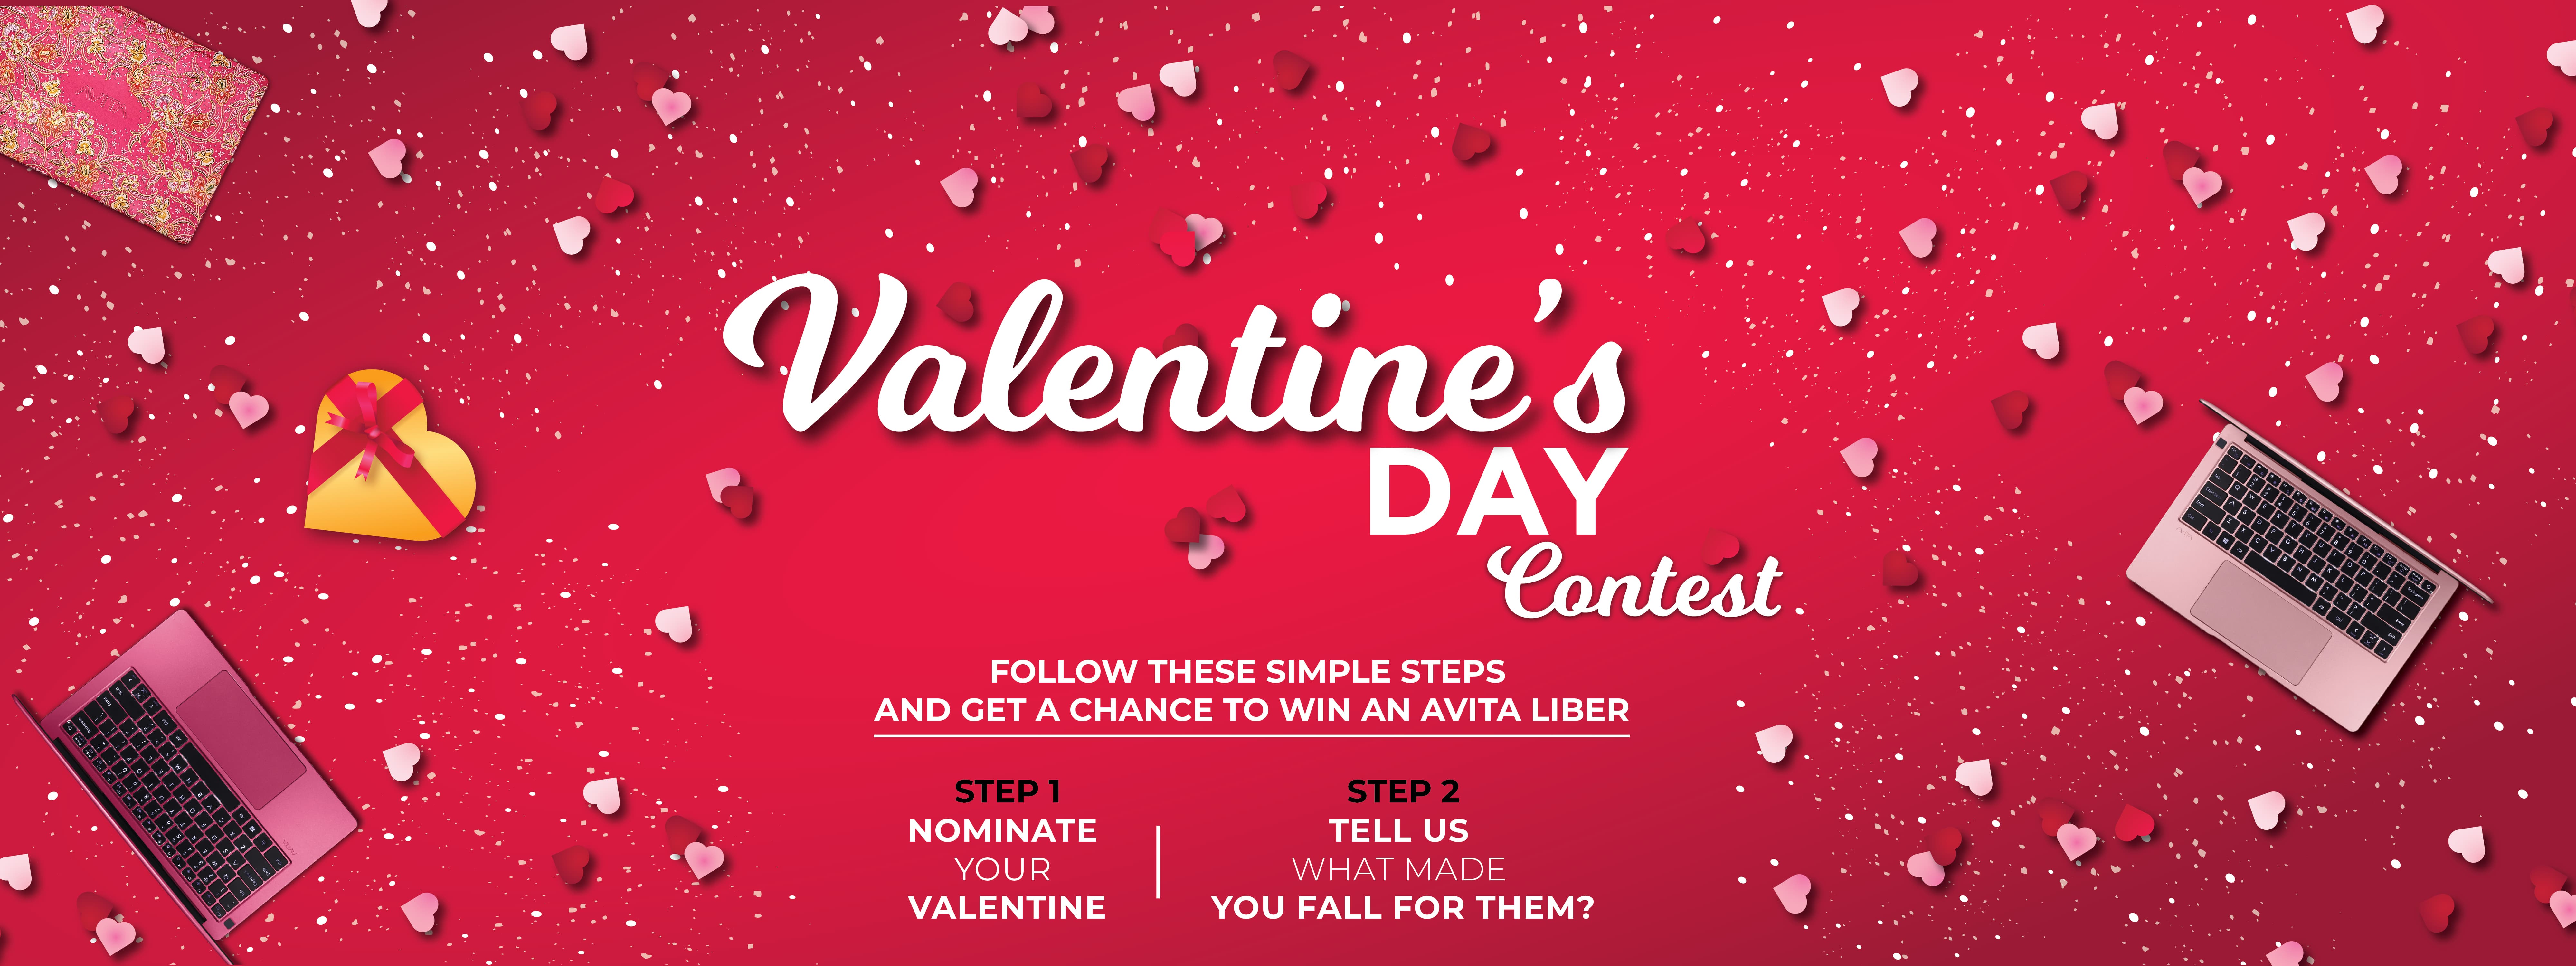 Valentine's
DAY
Contest
FOLLOW THESE SIMPLE STEPS
AND GET A CHANCE TO WIN AN AVITA LIBER
STEP 1
NOMINATE
YOUR
VALENTINE
STEP 2
TELL US
WHAT MADE
YOU FALL FOR THEM?